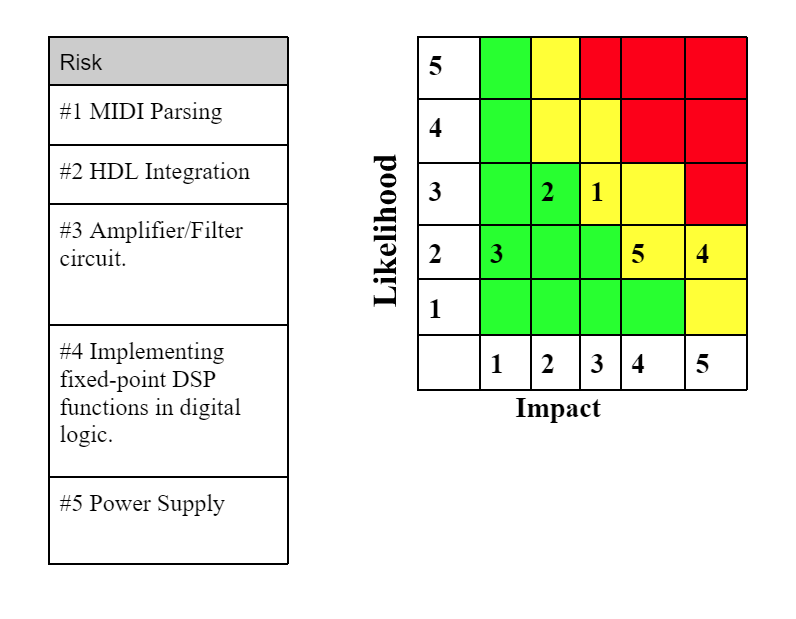 Risk
#1 MIDI Parsing
#2 HDL Integration
#3 Amplifier/Filter
circuit.
#4 Implementing
fixed-point DSP
functions in digital
logic.
#5 Power Supply
Likelihood
5
4
3 2 1
2 3 5 4
1
1 2 3 4 5
Impact